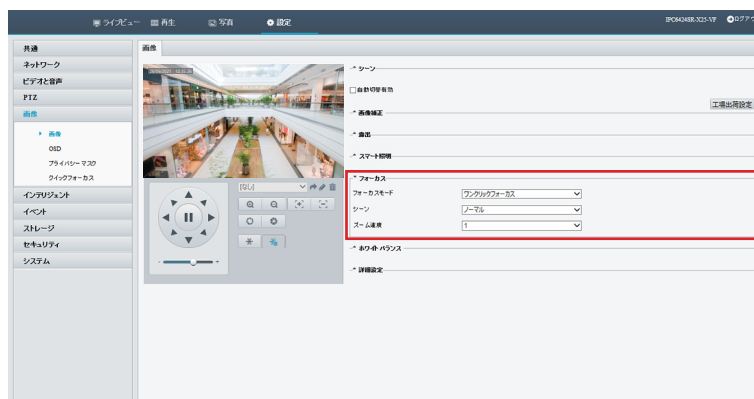 ライブビュー 再生 写真 設定 IPC6424SR-X25-VF ログアウ
共通
ネットワーク
ビデオと音声
PTZ
画像
画像
OSD
プライバシーマスク
クイックフォーカス
インテリジェント
イベント
ストレージ
セキュリティ
システム
画像
シーン
自動切替有効
工場出荷設定
画像補正
露出
スマート照明
フォーカス
フォーカスモード ワンクリックフォーカス
シーン ノーマル
ズーム速度 1
ホワイトバランス
詳細設定
[なし]